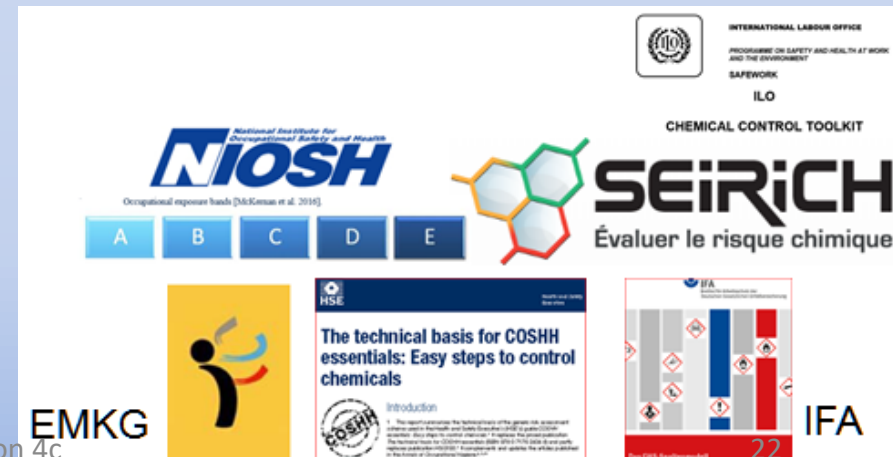 INTERNATIONAL LABOUR OFFICE
PROGRAMME ON SAFETY AND HEALTH AT WORK
AND THE ENVIRONMENT
SAFEWORK
ILO
CHEMICAL CONTROL TOOLKIT
National Institute for
Occupational Safety and Health
NIOSH
Occupational exposure bands [McKernan et al. 2016].
A B C D E
SEiRiCH
Évaluer le risque chimique
HSE
Health and Safety
Executive
The technical basis for COSHH
essentials: Easy steps to control
chemicals
COSHH
Introduction
IFA
EMKG
IFA
on 4c
22